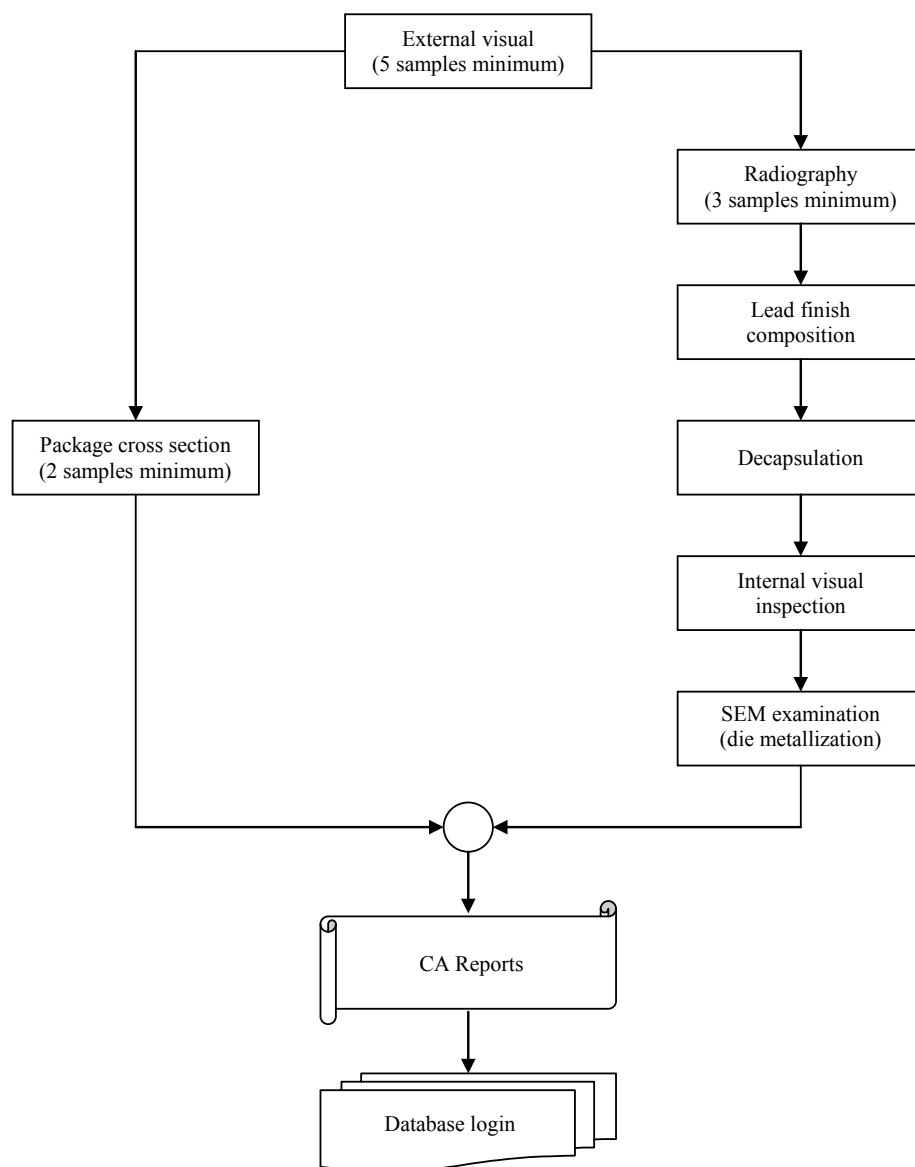 External visual
(5 samples minimum)
Radiography
(3 samples minimum)
Lead finish
composition
Package cross section
(2 samples minimum)
Decapsulation
Internal visual
inspection
SEM examination
(die metallization)
CA Reports
Database login